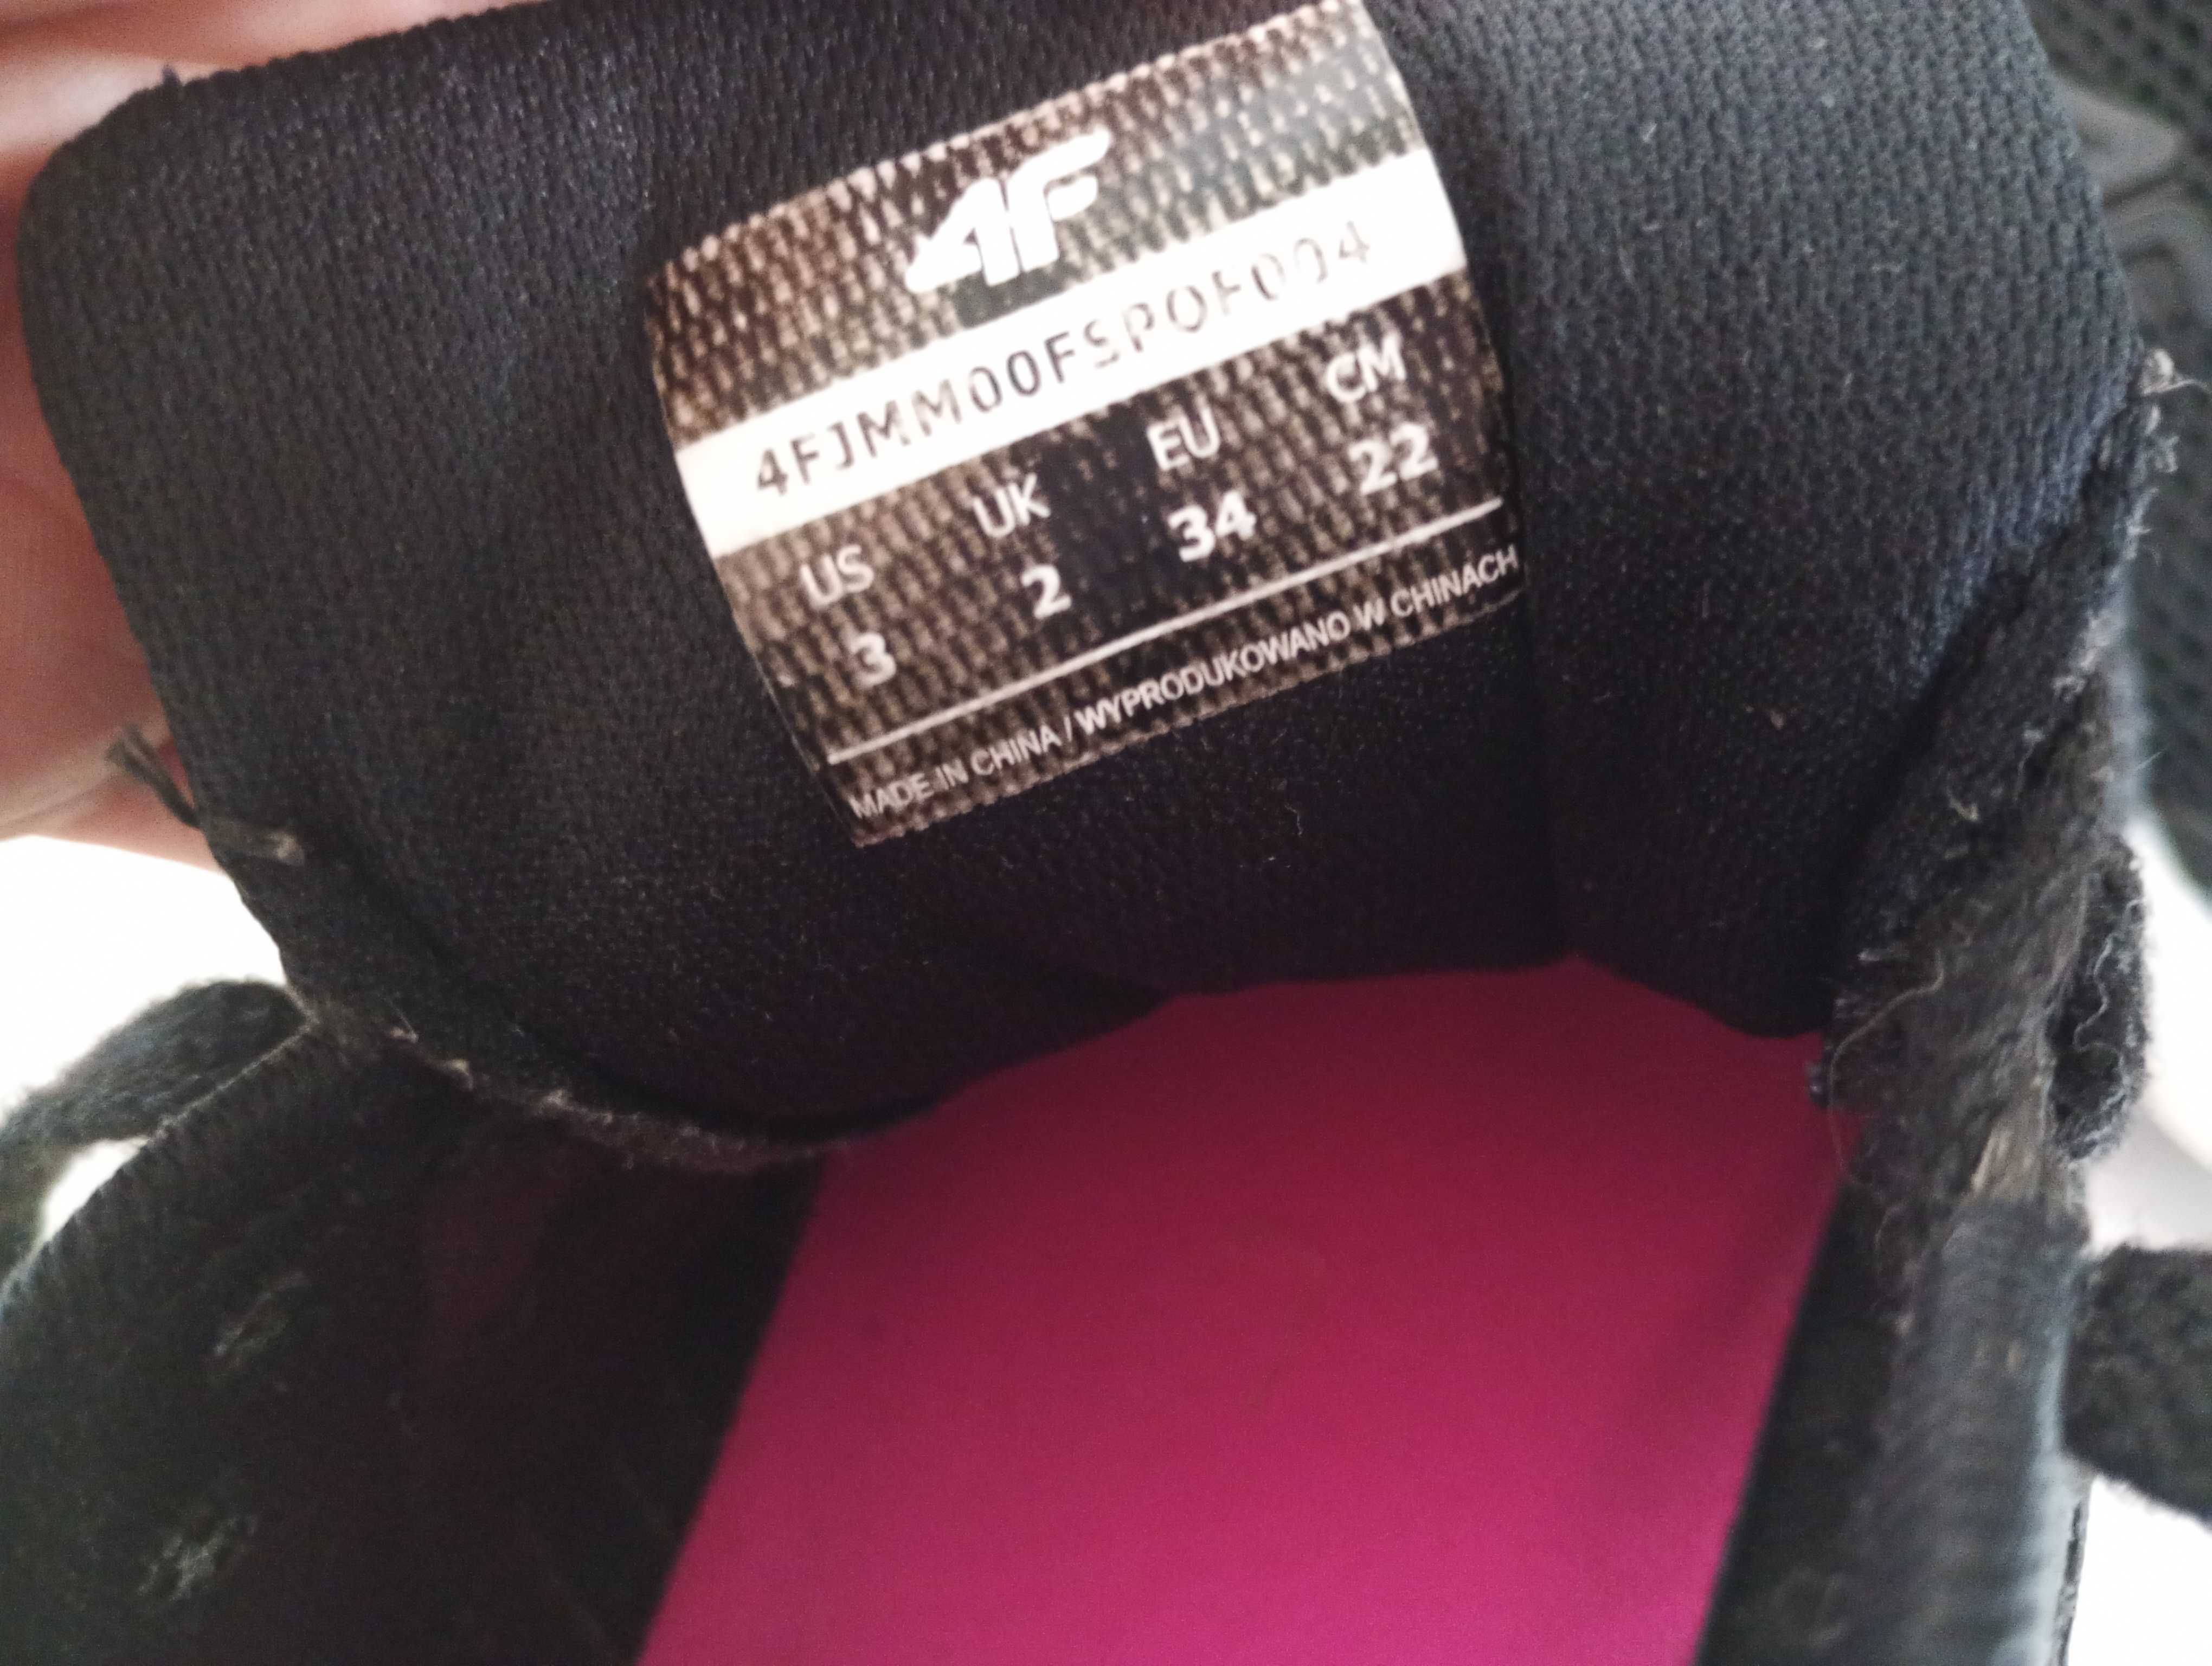 4F
4FJMM00FSPOF004
US UK EU CM
3 2 34 22
MADE IN CHINA / WYPRODUKOWANO W CHINACH